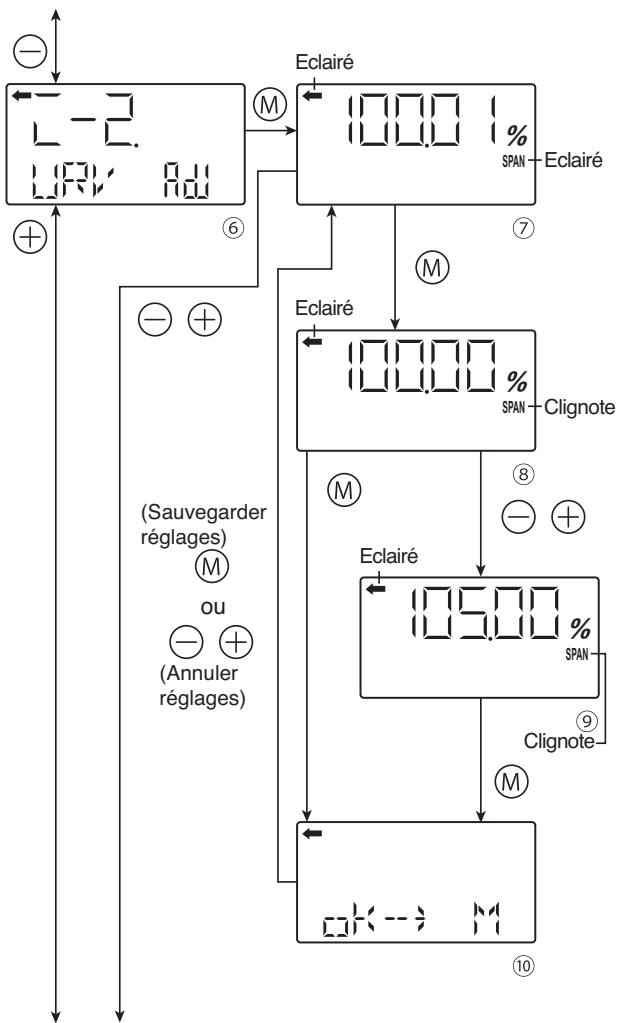 −
Eclairé
←
C-2.
URV Adj
⑥
M
←
100.01 %
SPAN
Eclairé
⑦
+
− +
M
Eclairé
←
100.00 %
SPAN
Clignote
⑧
M
− +
(Sauvegarder
réglages)
M
ou
− +
(Annuler
réglages)
Eclairé
←
105.00 %
SPAN
⑨
Clignote
M
←
oK--> M
⑩